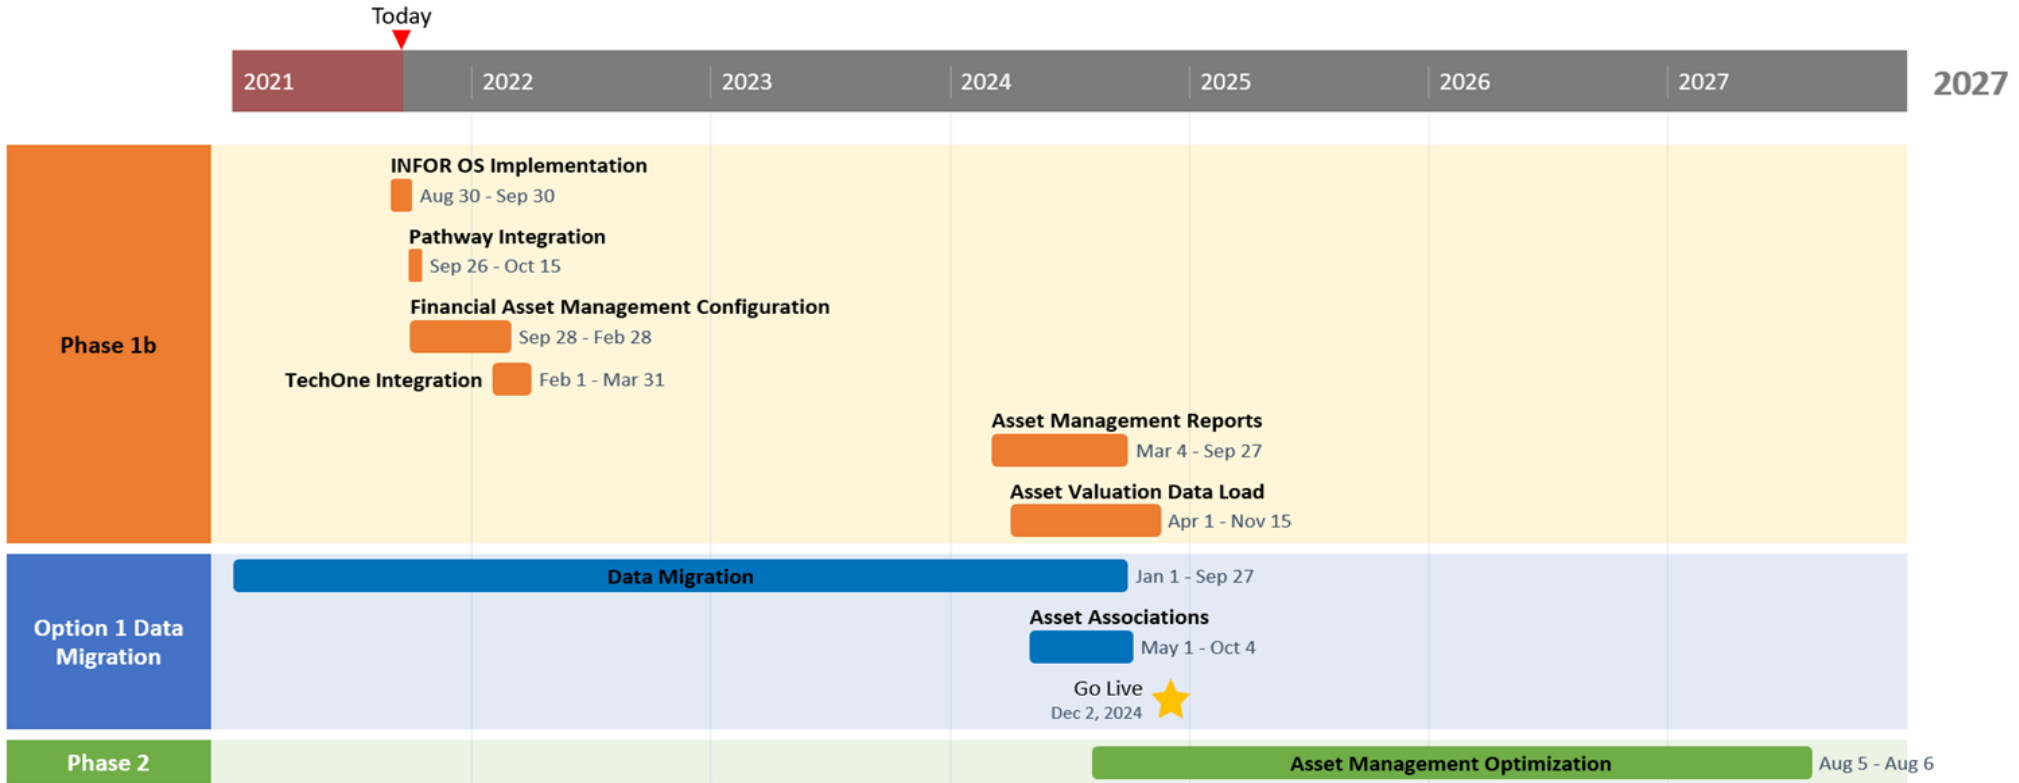 Today
2021 2022 2023 2024 2025 2026 2027 2027
Phase 1b
INFOR OS Implementation
Aug 30 - Sep 30
Pathway Integration
Sep 26 - Oct 15
Financial Asset Management Configuration
Sep 28 - Feb 28
TechOne Integration Feb 1 - Mar 31
Asset Management Reports
Mar 4 - Sep 27
Asset Valuation Data Load
Apr 1 - Nov 15
Option 1 Data
Migration
Data Migration Jan 1 - Sep 27
Asset Associations
May 1 - Oct 4
Go Live
Dec 2, 2024
Phase 2
Asset Management Optimization Aug 5 - Aug 6